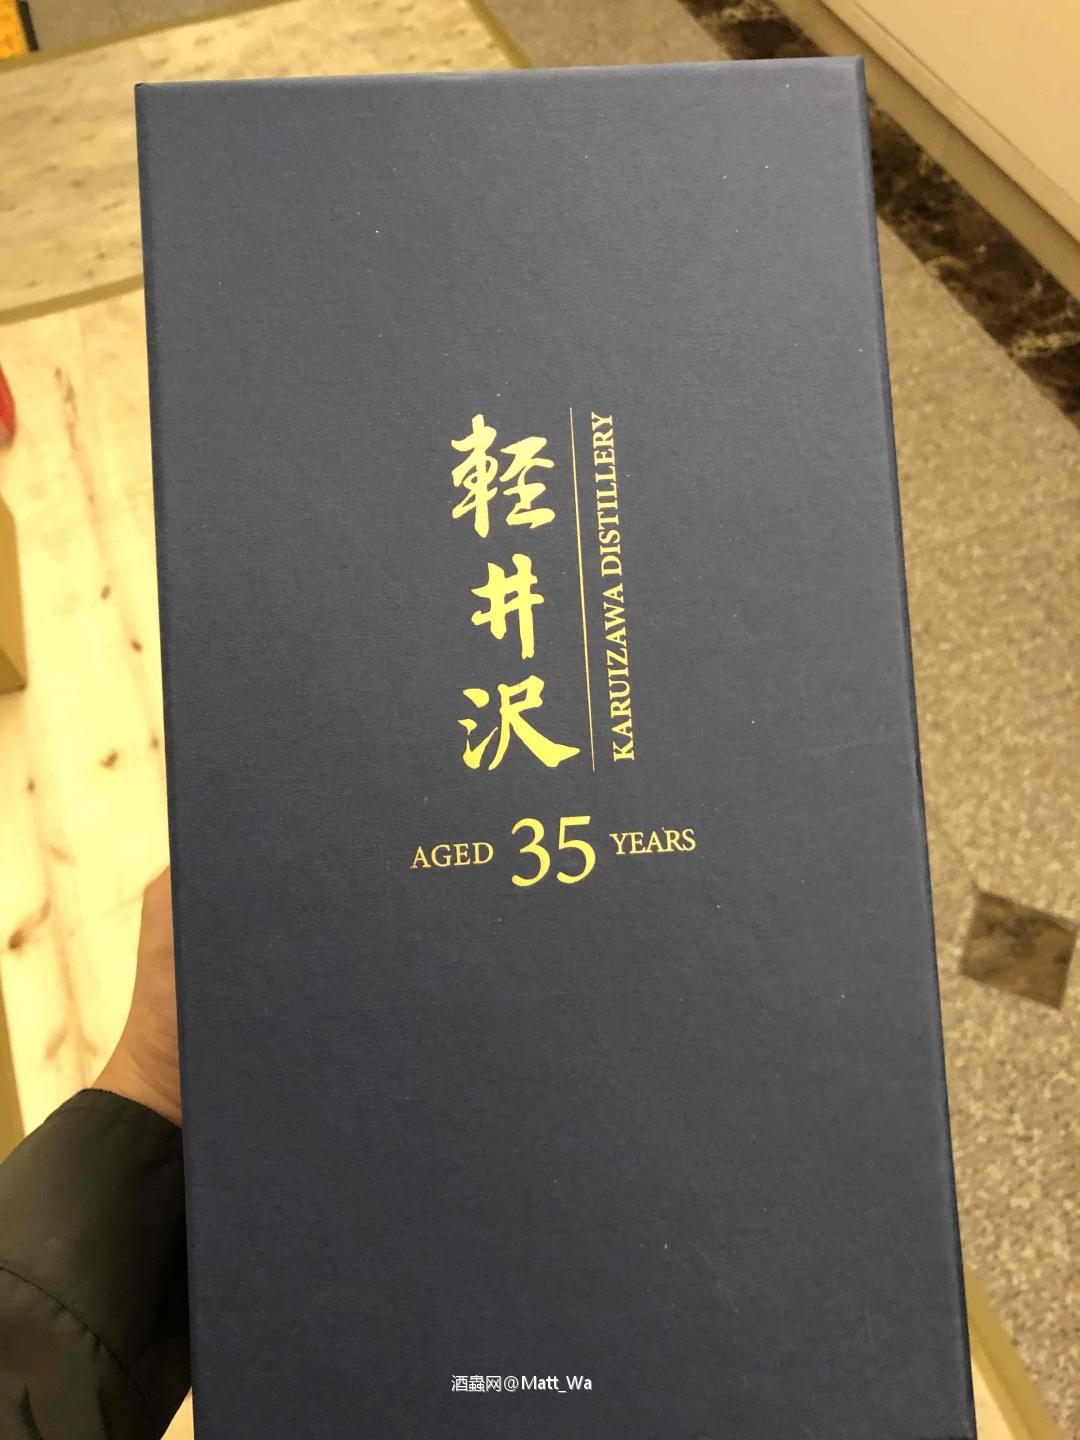 軽井沢
KARUIZAWA DISTILLERY
AGED 35 YEARS
酒蟲网@Matt_Wa